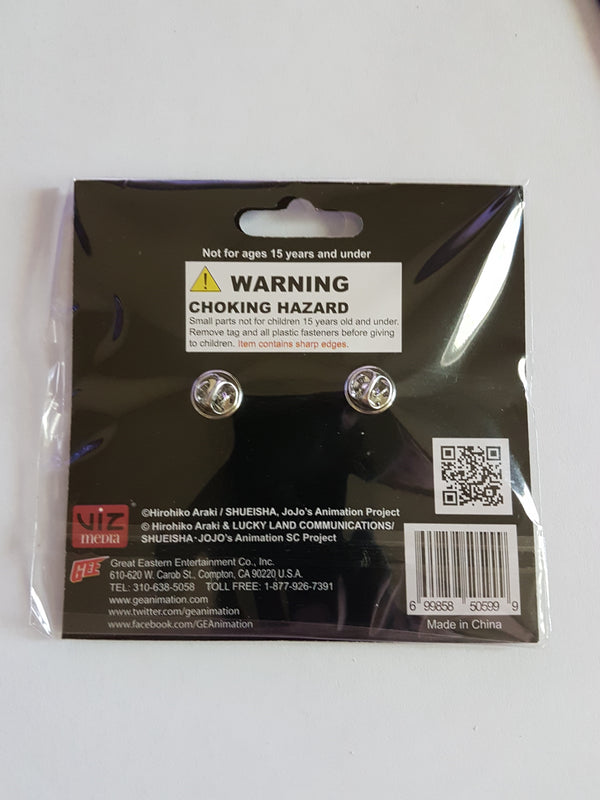 Not for ages 15 years and under
WARNING
CHOKING HAZARD
Small parts not for children 15 years old and under.
Remove tag and all plastic fasteners before giving
to children. Item contains sharp edges.
VIZ
media
©Hirohiko Araki / SHUEISHA, JoJo's Animation Project
© Hirohiko Araki & LUCKY LAND COMMUNICATIONS/
SHUEISHA・JOJO's Animation SC Project
GEE
Great Eastern Entertainment Co., Inc.
610-620 W. Carob St., Compton, CA 90220 U.S.A.
TEL: 310-638-5058 TOLL FREE: 1-877-926-7391
www.geanimation.com
www.twitter.com/geanimation
www.facebook.com/GEAnimation
6 99858 50599 9
Made in China